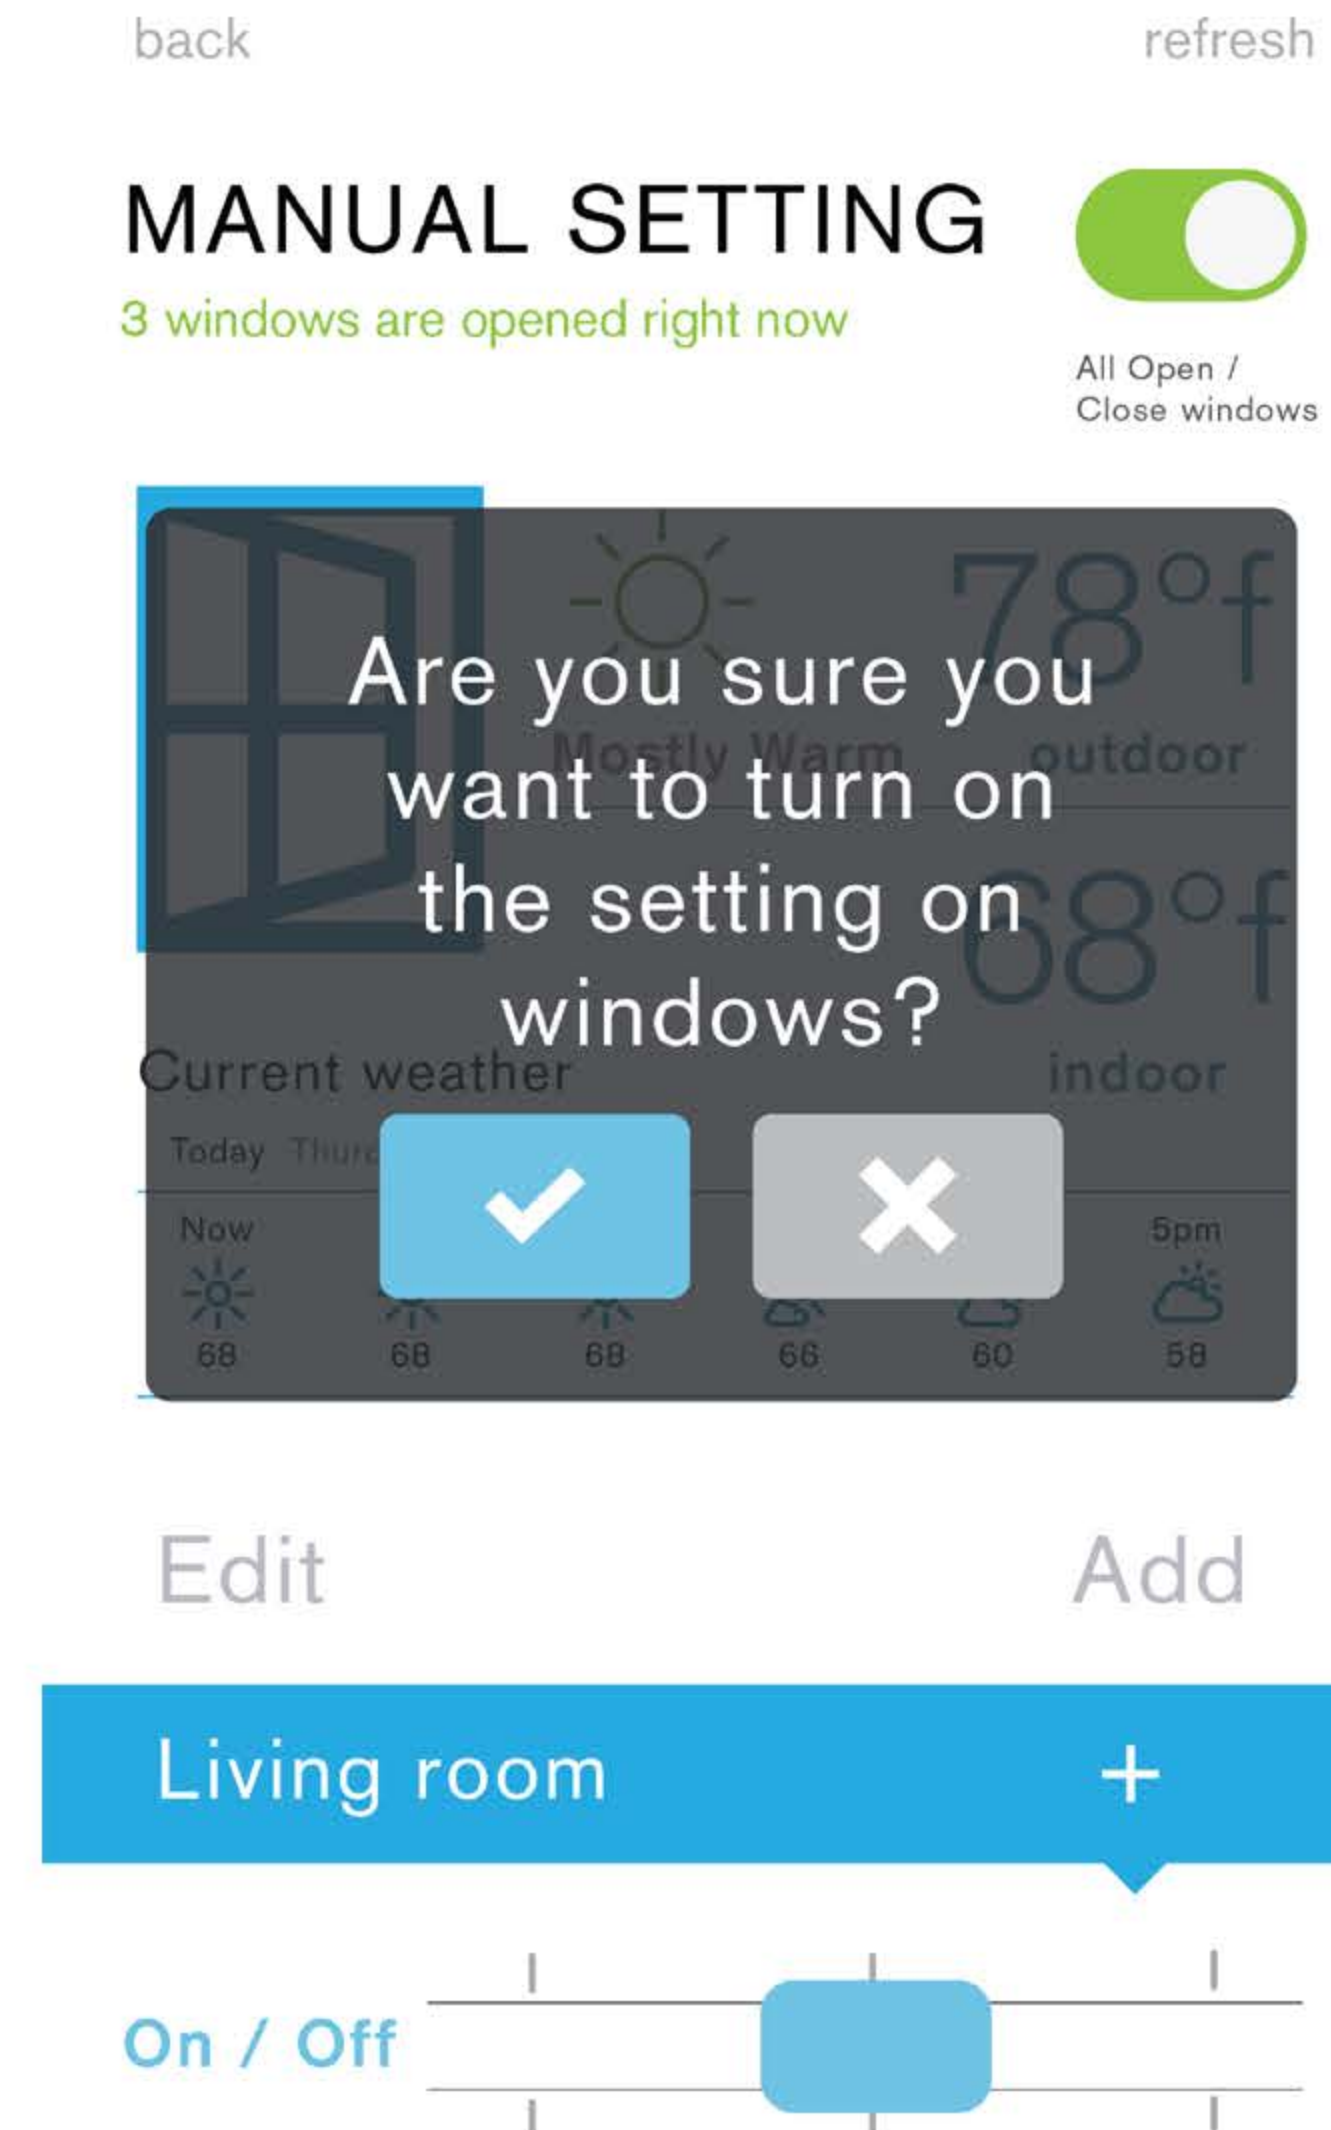 back refresh
MANUAL SETTING
3 windows are opened right now
All Open /
Close windows
78°f
Are you sure you
Mostly Warm outdoor
want to turn on
the setting on
68°f
windows?
Current weather indoor
Today
Now 5pm
68 68 68 66 60 58
Edit Add
Living room +
On / Off